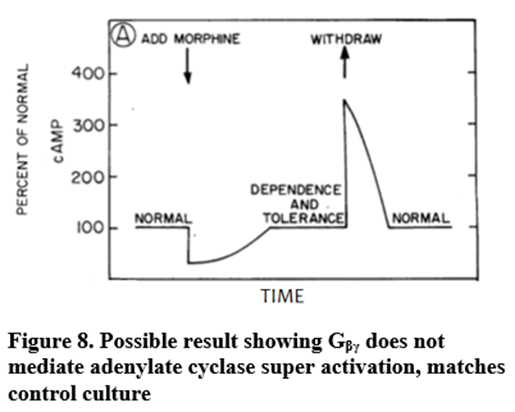 Ⓐ ADD MORPHINE WITHDRAW
PERCENT OF NORMAL
cAMP
400
300
200
100
NORMAL
DEPENDENCE
AND
TOLERANCE
NORMAL
TIME
Figure 8. Possible result showing Gβγ does not
mediate adenylate cyclase super activation, matches
control culture